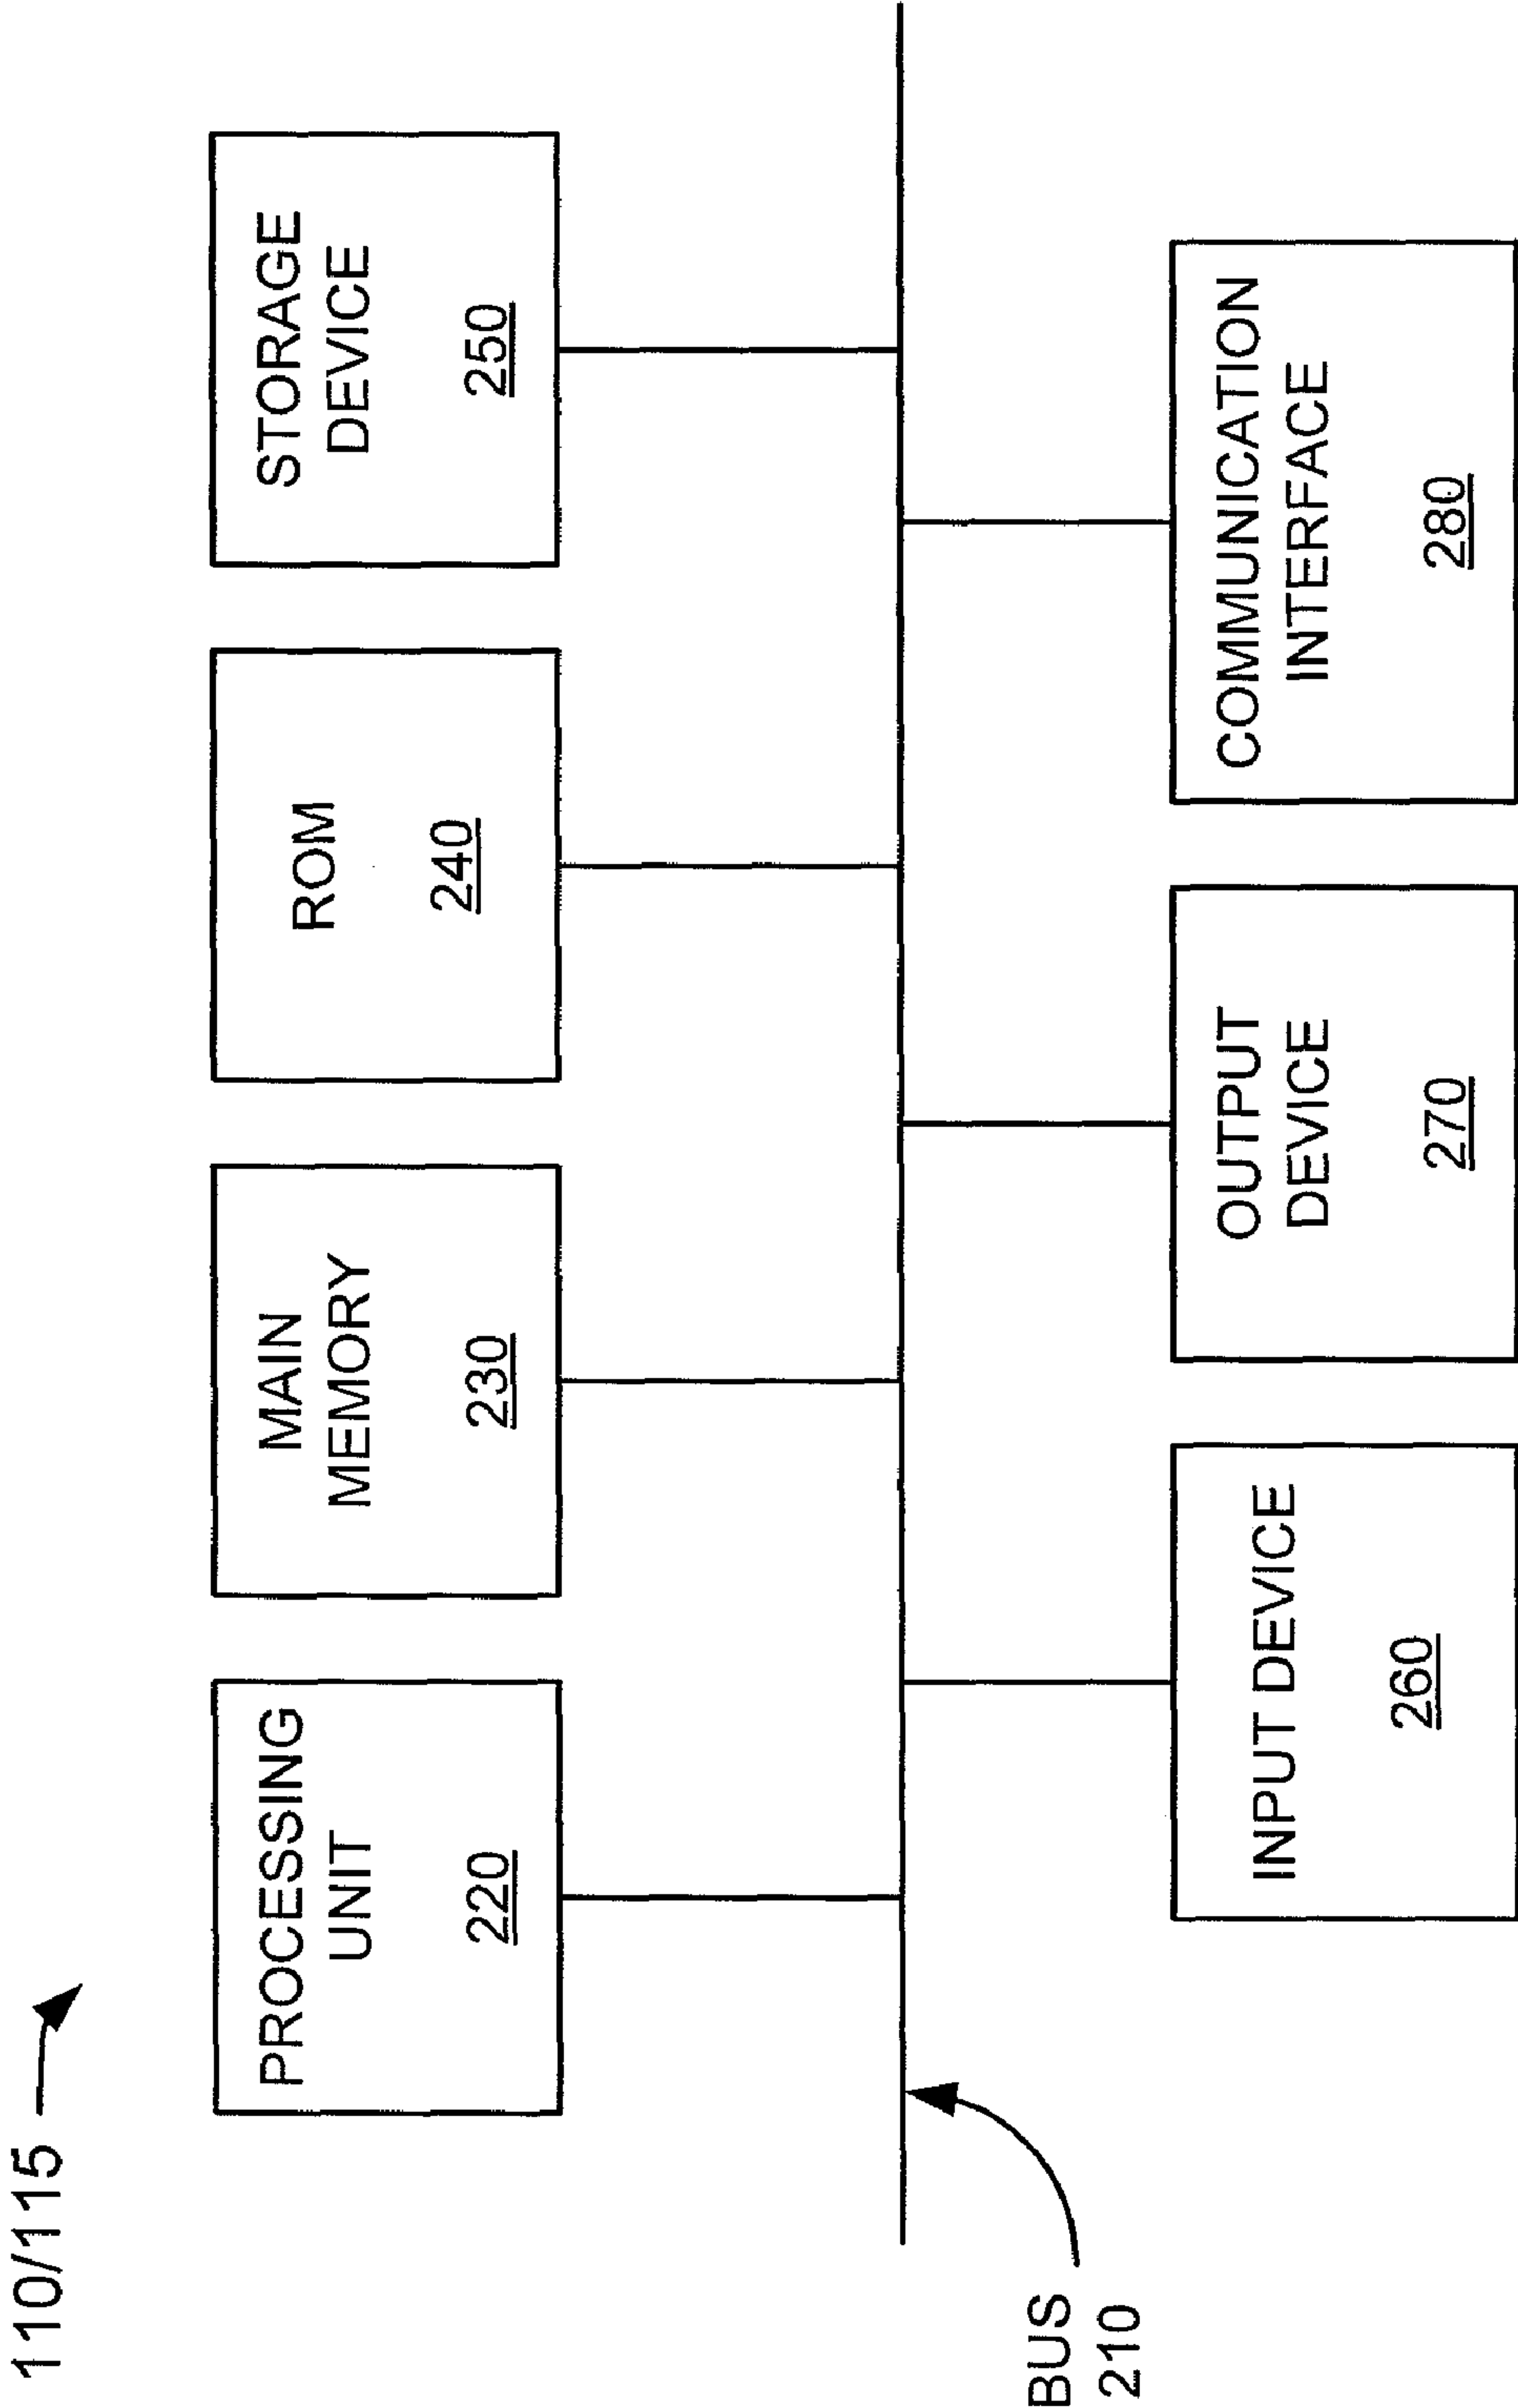 110/115
PROCESSING
UNIT
220
MAIN
MEMORY
230
ROM
240
STORAGE
DEVICE
250
BUS
210
INPUT DEVICE
260
OUTPUT
DEVICE
270
COMMUNICATION
INTERFACE
280